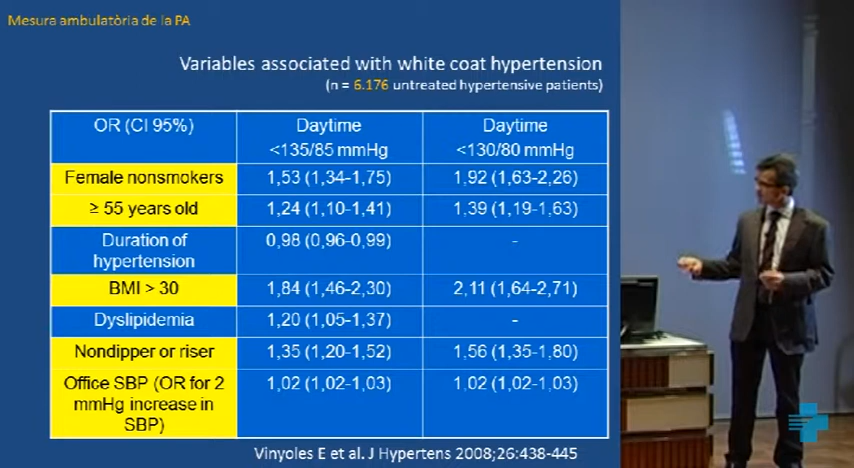 Mesura ambulatòria de la PA
Variables associated with white coat hypertension
(n = 6.176 untreated hypertensive patients)
OR (CI 95%) Daytime <135/85 mmHg Daytime <130/80 mmHg
Female nonsmokers 1,53 (1,34-1,75) 1,92 (1,63-2,26)
≥ 55 years old 1,24 (1,10-1,41) 1,39 (1,19-1,63)
Duration of hypertension 0,98 (0,96-0,99) -
BMI > 30 1,84 (1,46-2,30) 2,11 (1,64-2,71)
Dyslipidemia 1,20 (1,05-1,37) -
Nondipper or riser 1,35 (1,20-1,52) 1,56 (1,35-1,80)
Office SBP (OR for 2 mmHg increase in SBP) 1,02 (1,02-1,03) 1,02 (1,02-1,03)
Vinyoles E et al. J Hypertens 2008;26:438-445